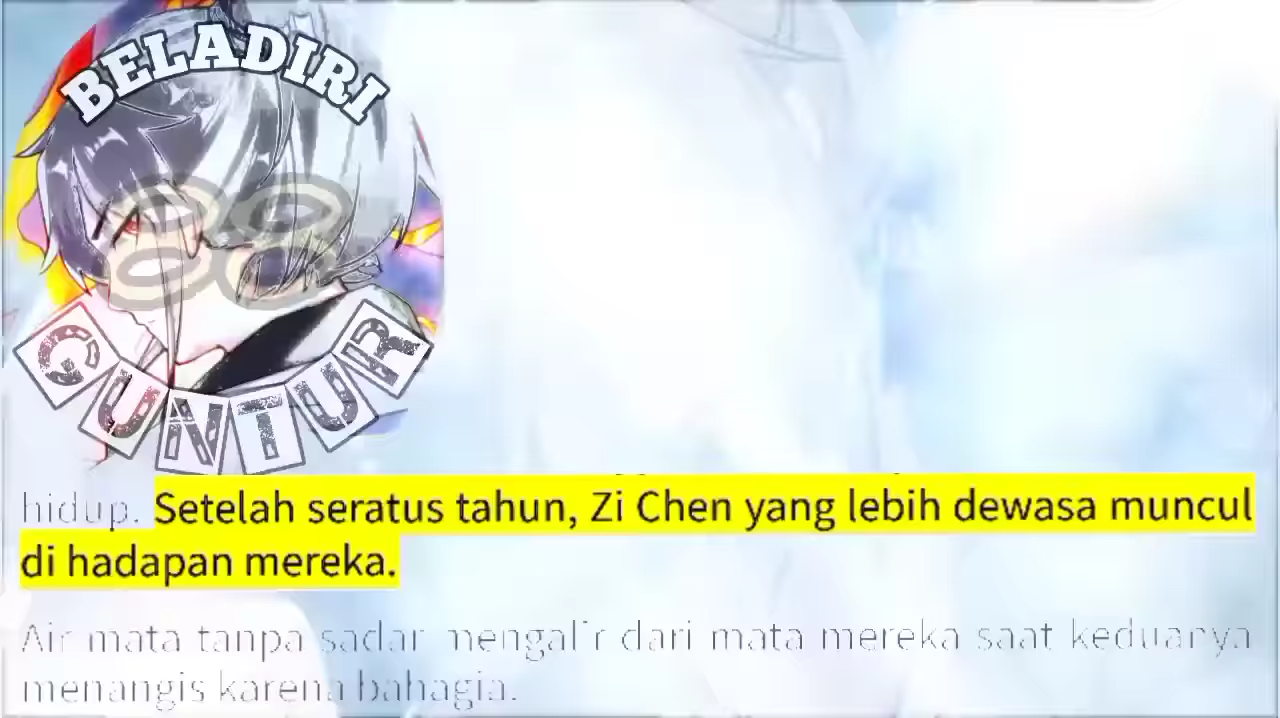 BELADIRI
GUNTUR
hidup. Setelah seratus tahun, Zi Chen yang lebih dewasa muncul
di hadapan mereka.
Air mata tanpa sadar mengalir dari mata mereka saat keduanya
menangis karena bahagia.